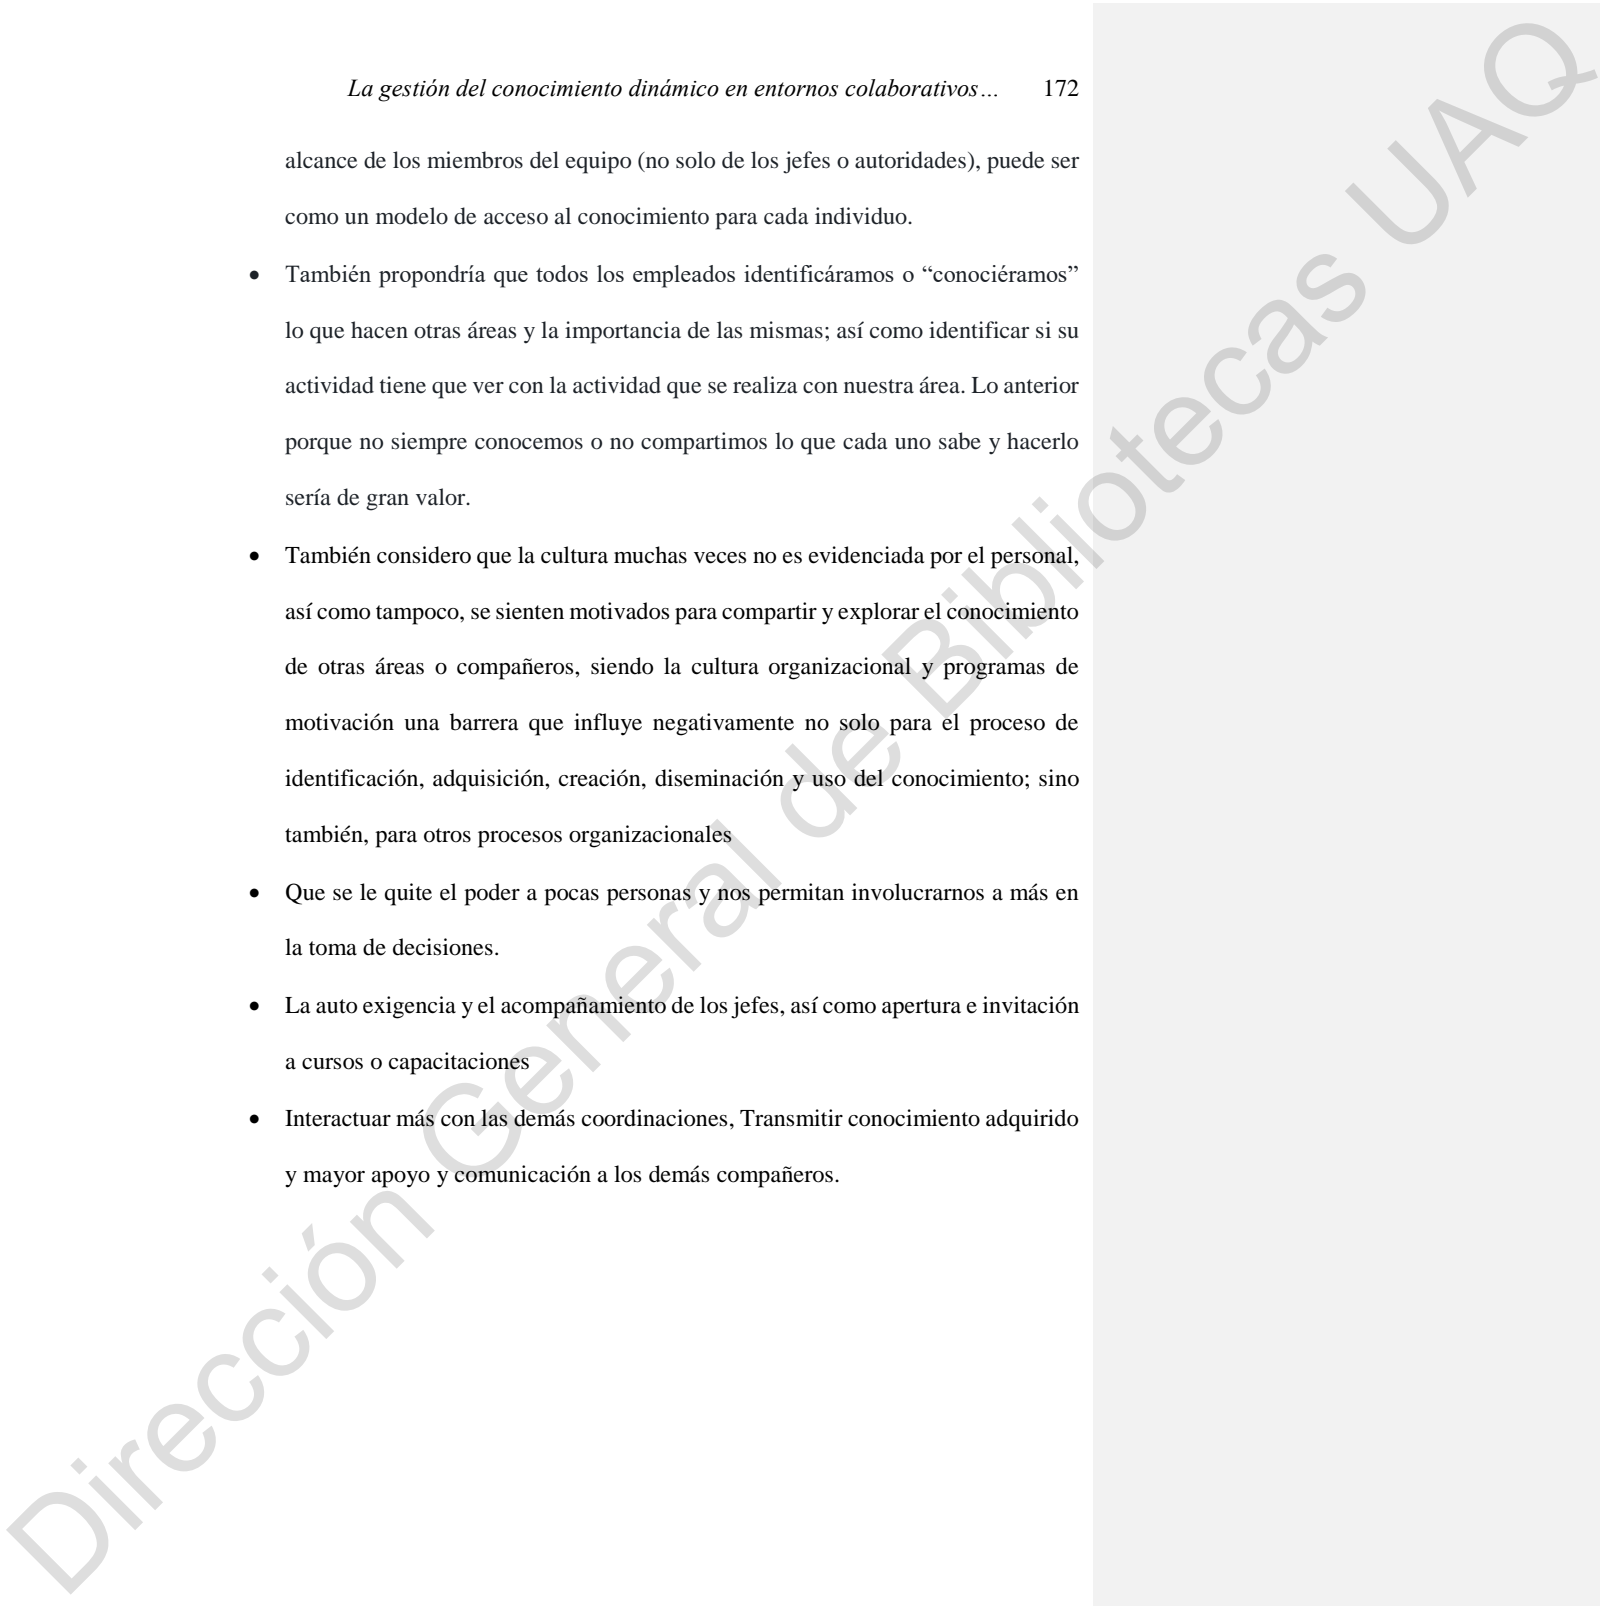 La gestión del conocimiento dinámico en entornos colaborativos… 172
alcance de los miembros del equipo (no solo de los jefes o autoridades), puede ser
como un modelo de acceso al conocimiento para cada individuo.
• También propondría que todos los empleados identificáramos o “conociéramos”
lo que hacen otras áreas y la importancia de las mismas; así como identificar si su
actividad tiene que ver con la actividad que se realiza con nuestra área. Lo anterior
porque no siempre conocemos o no compartimos lo que cada uno sabe y hacerlo
sería de gran valor.
• También considero que la cultura muchas veces no es evidenciada por el personal,
así como tampoco, se sienten motivados para compartir y explorar el conocimiento
de otras áreas o compañeros, siendo la cultura organizacional y programas de
motivación una barrera que influye negativamente no solo para el proceso de
identificación, adquisición, creación, diseminación y uso del conocimiento; sino
también, para otros procesos organizacionales
• Que se le quite el poder a pocas personas y nos permitan involucrarnos a más en
la toma de decisiones.
• La auto exigencia y el acompañamiento de los jefes, así como apertura e invitación
a cursos o capacitaciones
• Interactuar más con las demás coordinaciones, Transmitir conocimiento adquirido
y mayor apoyo y comunicación a los demás compañeros.
Dirección General de Bibliotecas UAQ